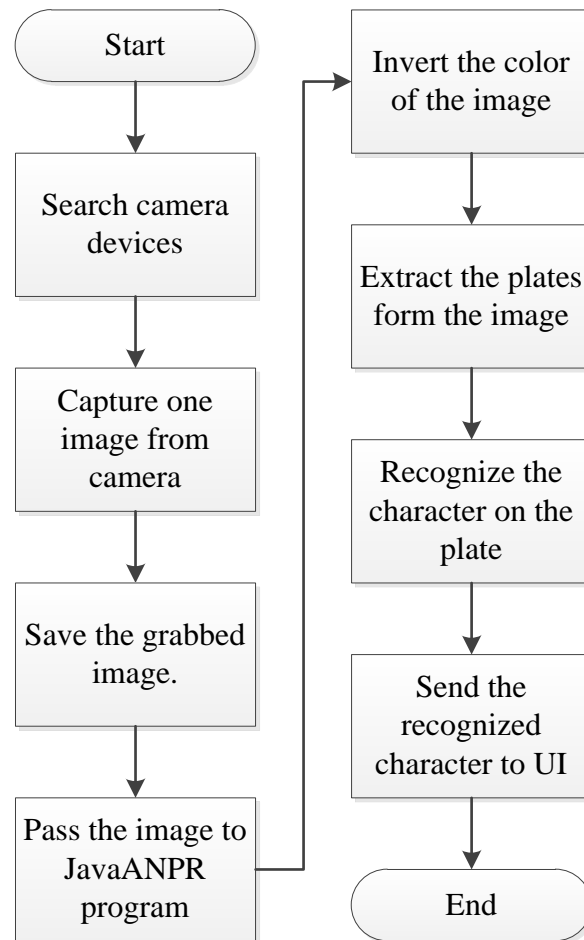 Start
Search camera
devices
Capture one
image from
camera
Save the grabbed
image.
Pass the image to
JavaANPR
program
Invert the color
of the image
Extract the plates
form the image
Recognize the
character on the
plate
Send the
recognized
character to UI
End